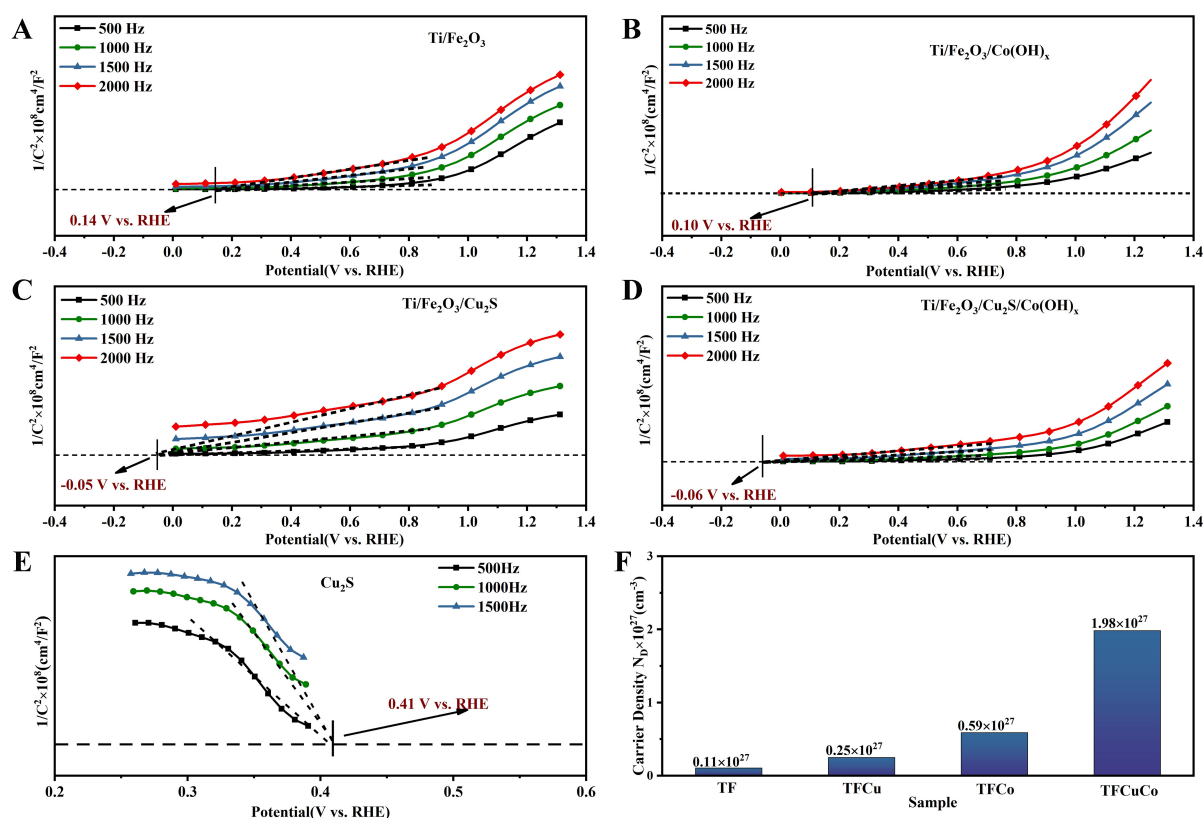 A
Ti/Fe₂O₃
500 Hz
1000 Hz
1500 Hz
2000 Hz
1/C²×10⁸cm⁴/F²
0.14 V vs. RHE
-0.4 -0.2 0.0 0.2 0.4 0.6 0.8 1.0 1.2 1.4
Potential(V vs. RHE)
B
Ti/Fe₂O₃/Co(OH)ₓ
500 Hz
1000 Hz
1500 Hz
2000 Hz
1/C²×10⁸(cm⁴/F²)
0.10 V vs. RHE
-0.4 -0.2 0.0 0.2 0.4 0.6 0.8 1.0 1.2 1.4
Potential(V vs. RHE)
C
Ti/Fe₂O₃/Cu₂S
500 Hz
1000 Hz
1500 Hz
2000 Hz
1/C²×10⁸cm⁴/F²
-0.05 V vs. RHE
-0.4 -0.2 0.0 0.2 0.4 0.6 0.8 1.0 1.2 1.4
Potential(V vs. RHE)
D
Ti/Fe₂O₃/Cu₂S/Co(OH)ₓ
500 Hz
1000 Hz
1500 Hz
2000 Hz
1/C²×10⁸(cm⁴/F²)
-0.06 V vs. RHE
-0.4 -0.2 0.0 0.2 0.4 0.6 0.8 1.0 1.2 1.4
Potential(V vs. RHE)
E
Cu₂S
500Hz
1000Hz
1500Hz
1/C²×10⁸(cm⁴/F²)
0.41 V vs. RHE
0.2 0.3 0.4 0.5 0.6
Potential(V vs. RHE)
F
Carrier Density N_D×10²⁷(cm⁻³)
3
2
1
0
0.11×10²⁷
0.25×10²⁷
0.59×10²⁷
1.98×10²⁷
TF TFCu TFCo TFCuCo
Sample